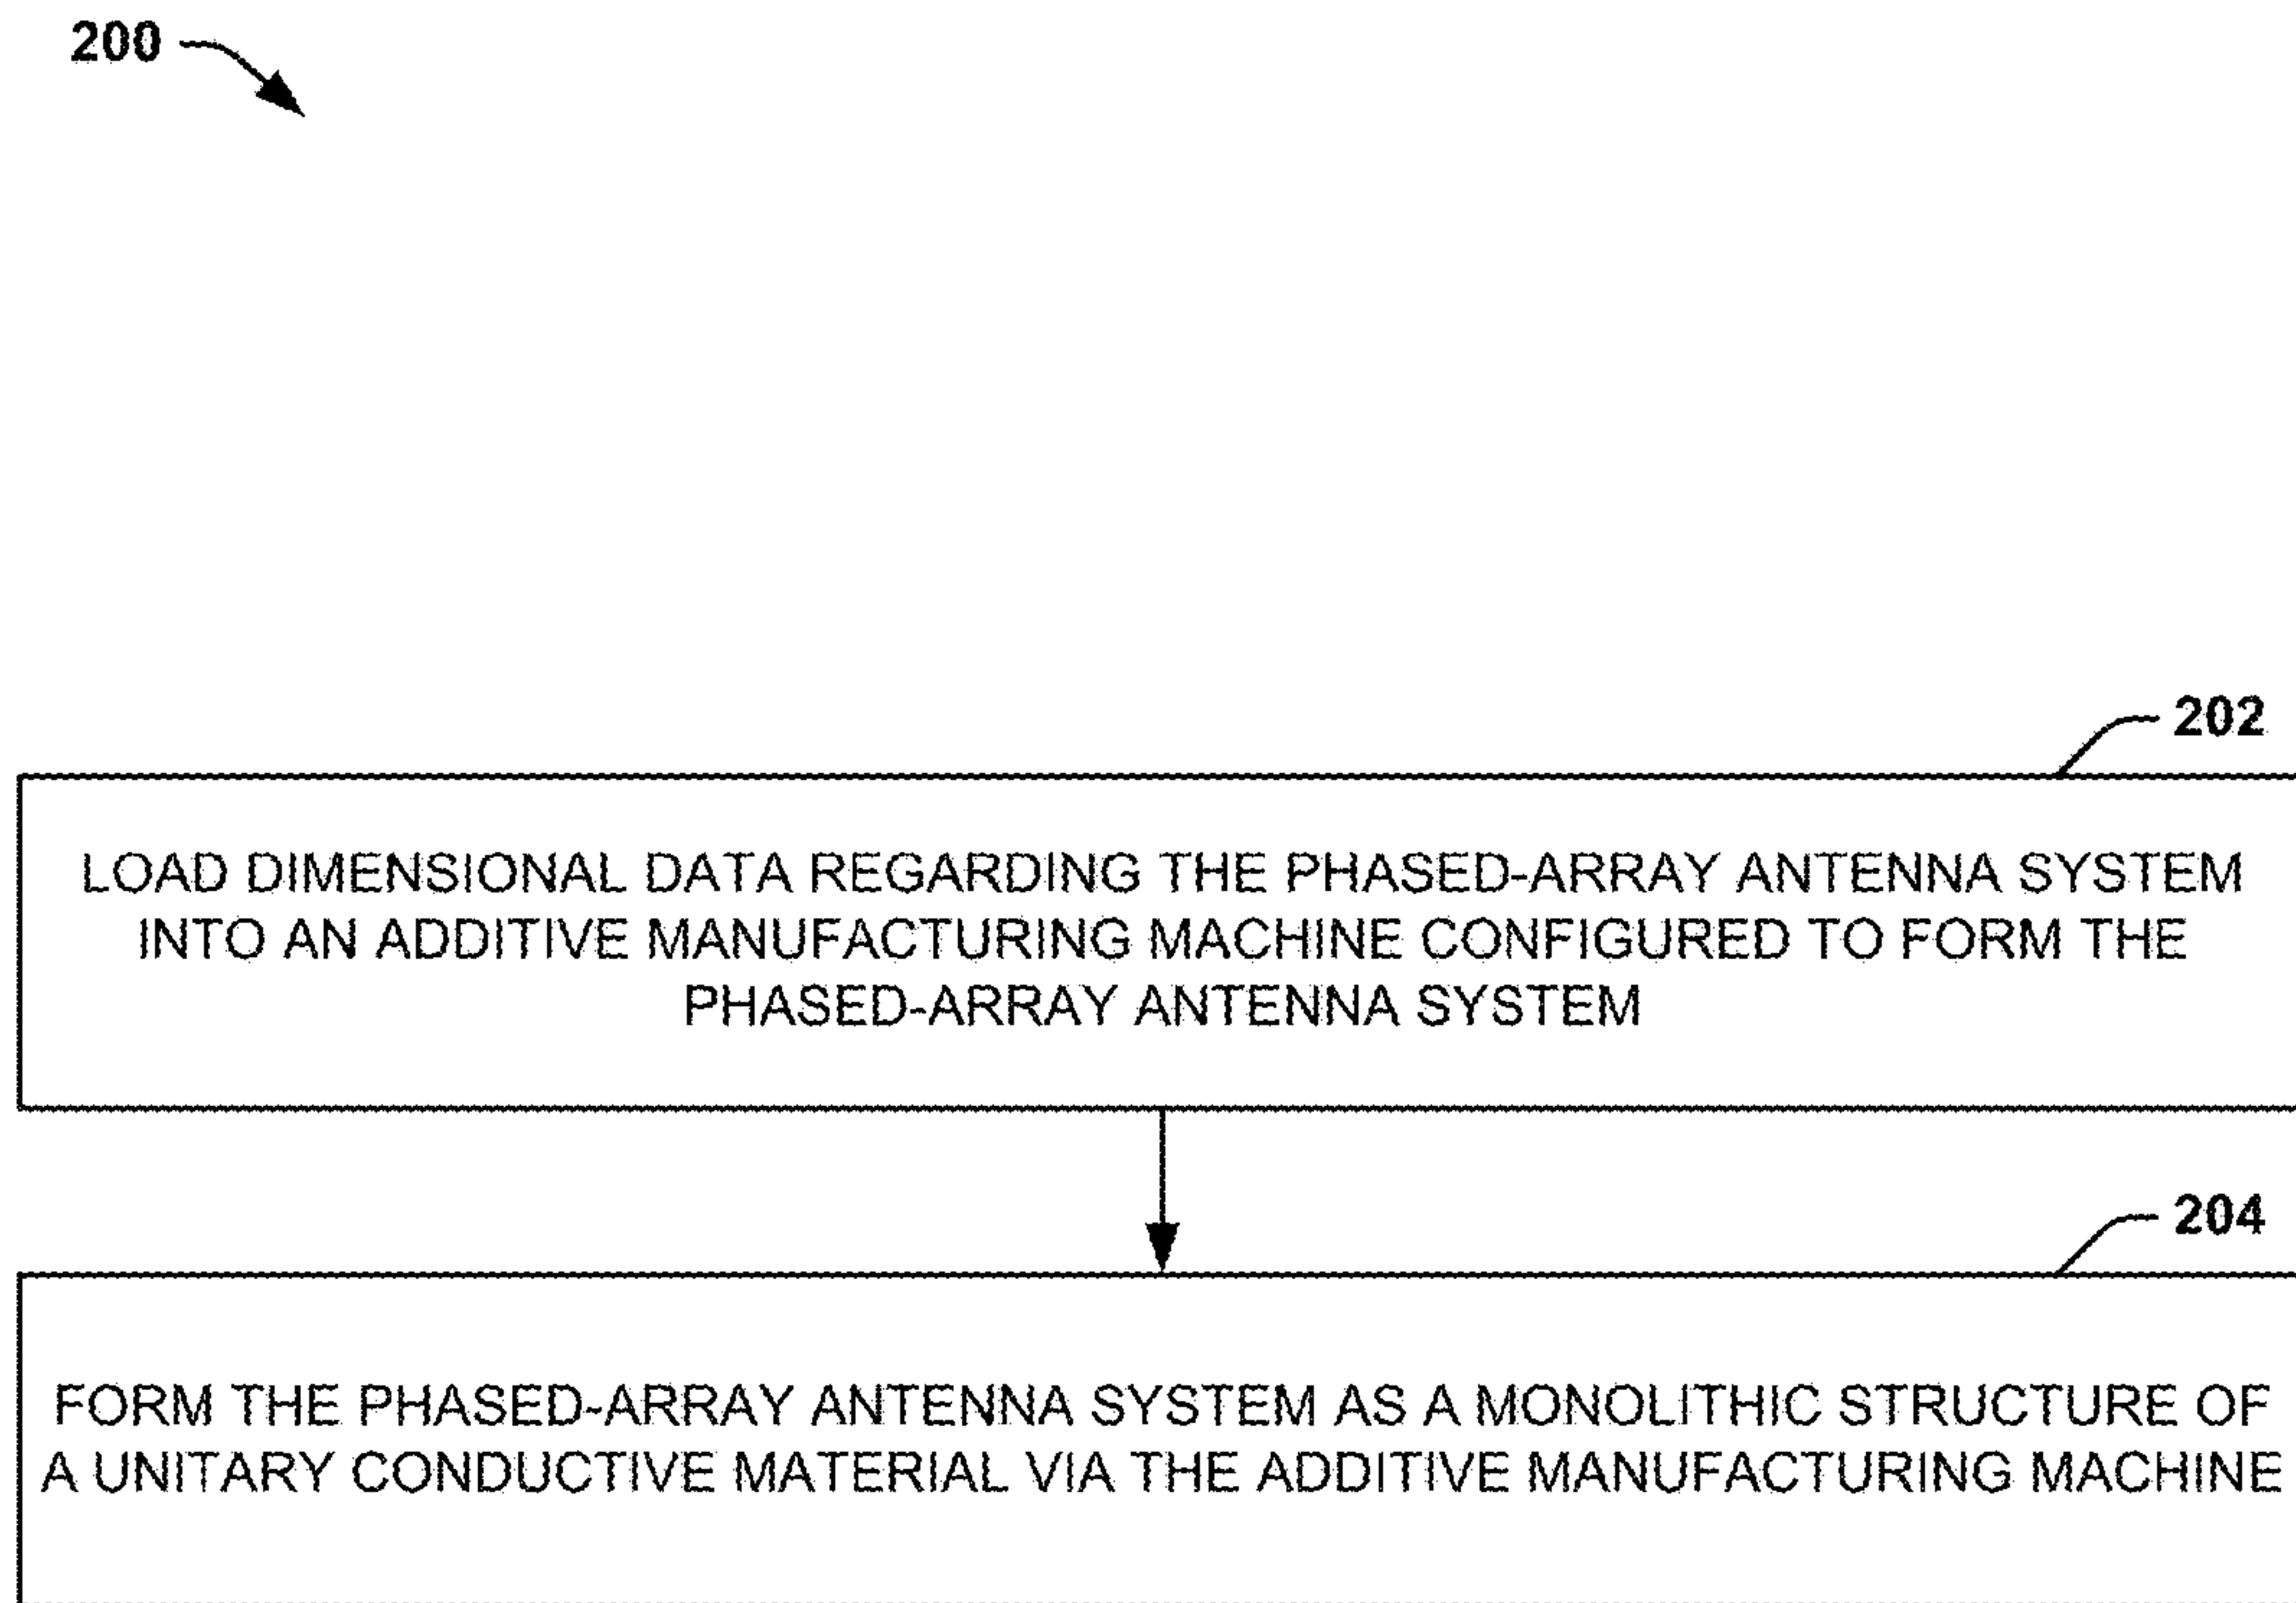 200
202
LOAD DIMENSIONAL DATA REGARDING THE PHASED-ARRAY ANTENNA SYSTEM
INTO AN ADDITIVE MANUFACTURING MACHINE CONFIGURED TO FORM THE
PHASED-ARRAY ANTENNA SYSTEM
204
FORM THE PHASED-ARRAY ANTENNA SYSTEM AS A MONOLITHIC STRUCTURE OF
A UNITARY CONDUCTIVE MATERIAL VIA THE ADDITIVE MANUFACTURING MACHINE